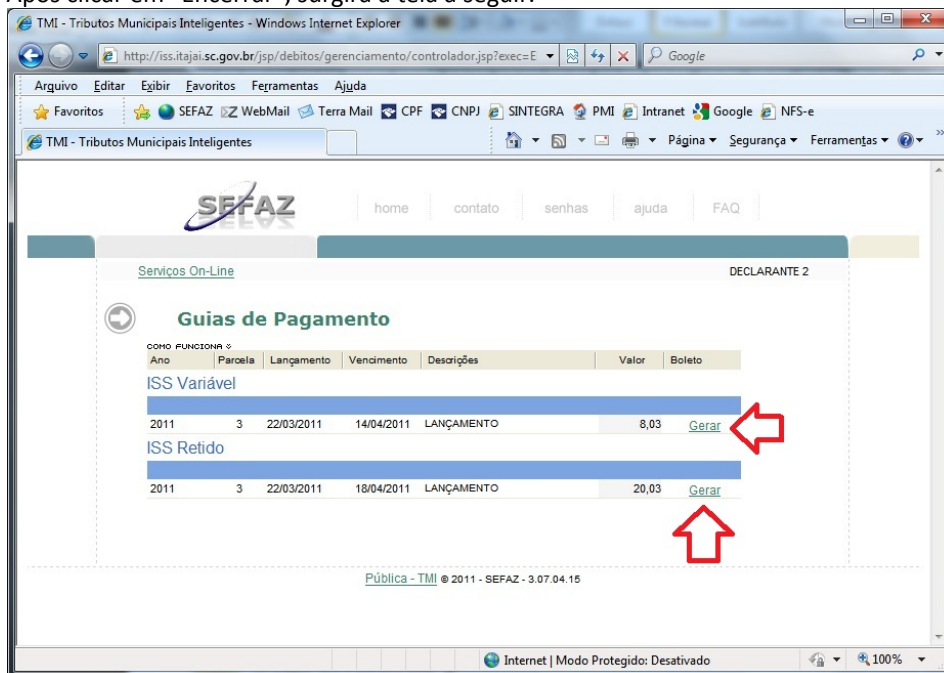 Após clicar em "Encerrar", surgirá a tela a seguir:
TMI - Tributos Municipais Inteligentes - Windows Internet Explorer
http://iss.itajai.sc.gov.br/jsp/debitos/gerenciamento/controlador.jsp?exec=E
Google
Arquivo Editar Exibir Favoritos Ferramentas Ajuda
Favoritos SEFAZ WebMail Terra Mail CPF CNPJ SINTEGRA PMI Intranet Google NFS-e
TMI - Tributos Municipais Inteligentes Página Segurança Ferramentas »
SEFAZ home contato senhas ajuda FAQ
Serviços On-Line DECLARANTE 2
Guias de Pagamento
COMO FUNCIONA
Ano Parcela Lançamento Vencimento Descrições Valor Boleto
ISS Variável
2011 3 22/03/2011 14/04/2011 LANÇAMENTO 8,03 Gerar
ISS Retido
2011 3 22/03/2011 18/04/2011 LANÇAMENTO 20,03 Gerar
Pública - TMI © 2011 - SEFAZ - 3.07.04.15
Internet | Modo Protegido: Desativado 100%